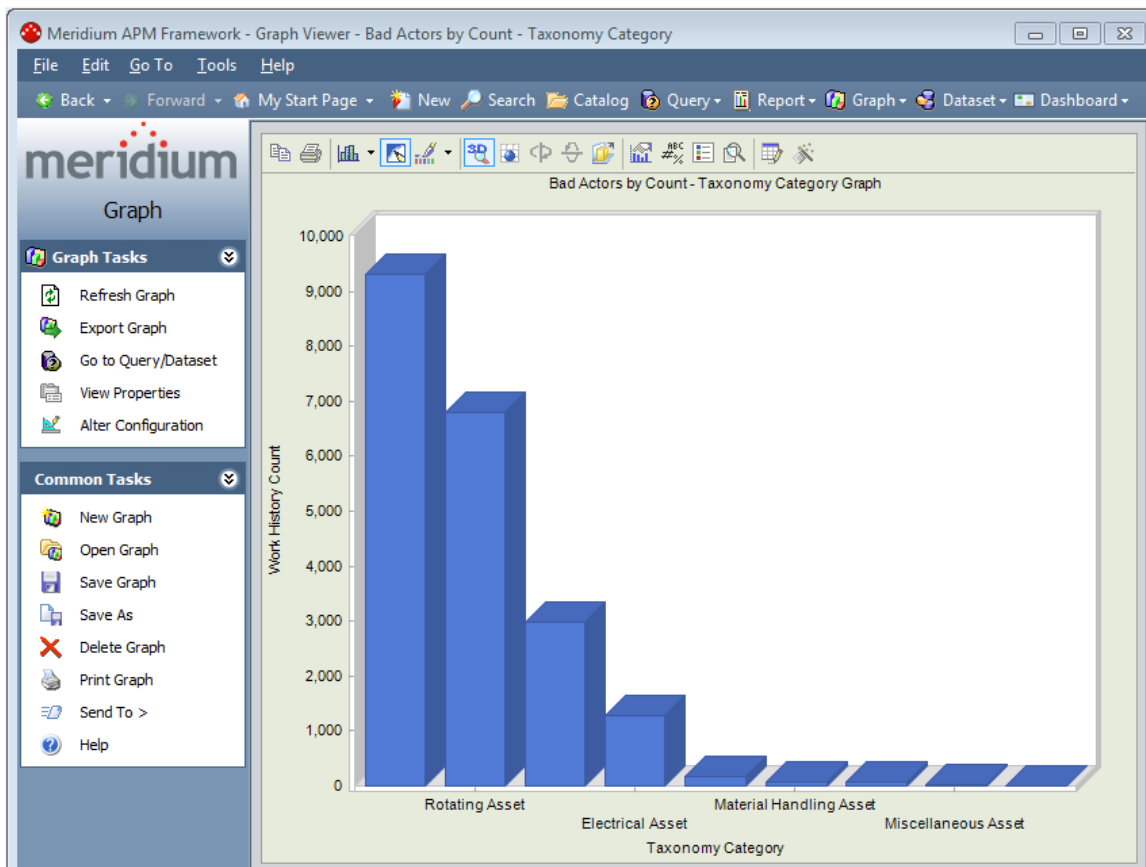 Meridium APM Framework - Graph Viewer - Bad Actors by Count - Taxonomy Category
File Edit Go To Tools Help
Back Forward My Start Page New Search Catalog Query Report Graph Dataset Dashboard
meridium
Graph
Graph Tasks
Refresh Graph
Export Graph
Go to Query/Dataset
View Properties
Alter Configuration
Common Tasks
New Graph
Open Graph
Save Graph
Save As
Delete Graph
Print Graph
Send To >
Help
3D
ABC
#%
Bad Actors by Count - Taxonomy Category Graph
Work History Count
10,000
9,000
8,000
7,000
6,000
5,000
4,000
3,000
2,000
1,000
0
Rotating Asset Material Handling Asset
Electrical Asset Miscellaneous Asset
Taxonomy Category